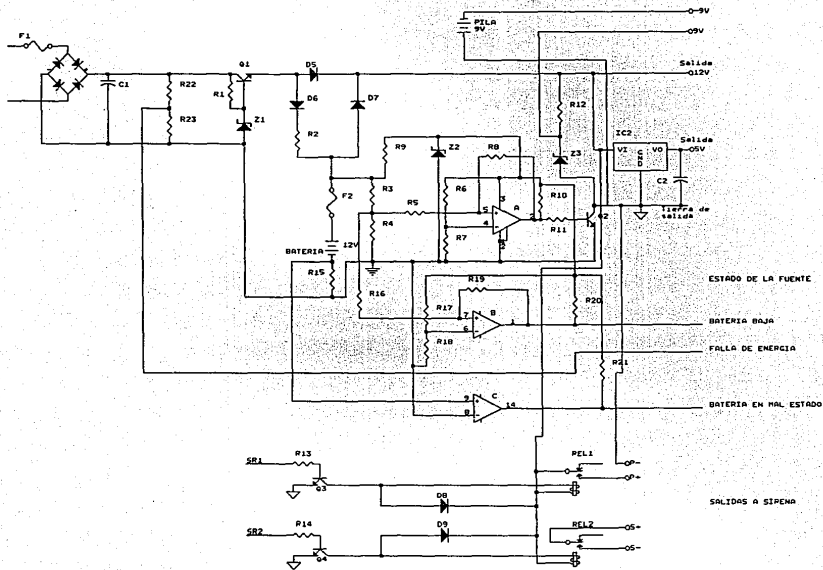 F1
C1
R22
R23
R1
Q1
Z1
D5
D6
D7
R2
F2
BATERIA
12V
R15
R3
R4
R9
R5
Z2
R6
R7
R8
5
4
3
A
2
R10
R11
Q2
PILA
9V
-9V
9V
Salida
12V
R12
Z3
IC2
VI
VO
GND
Salida
5V
C2
Tierra de
salida
R16
R17
R18
R19
7
6
B
1
R20
R21
9
8
C
14
ESTADO DE LA FUENTE
BATERIA BAJA
FALLA DE ENERGIA
BATERIA EN MAL ESTADO
SR1
R13
Q3
D8
REL1
P-
P+
SALIDAS A SIRENA
SR2
R14
Q4
D9
REL2
S+
S-